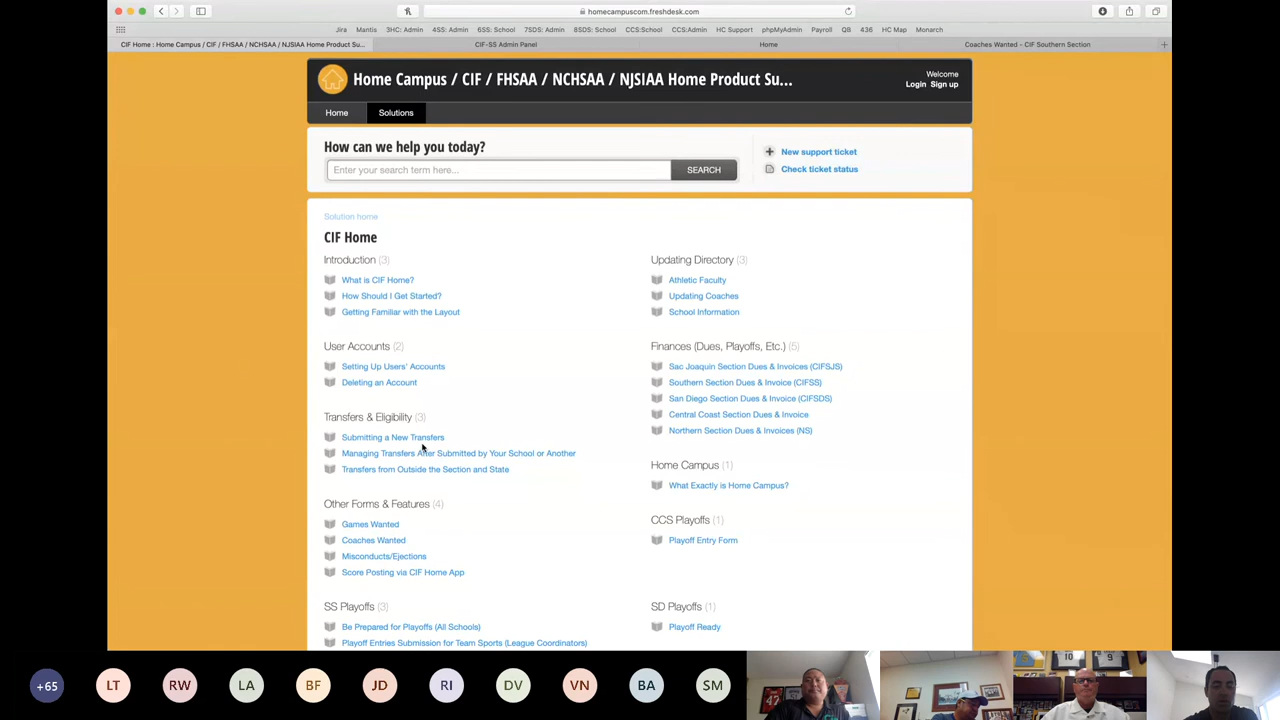 homecampuscom.freshdesk.com
Jira Mantis 3HC: Admin 4SS: Admin 6SS: School 7SDS: Admin 8SDS: School CCS:School CCS:Admin HC Support phpMyAdmin Payroll QB 436 HC Map Monarch
CIF Home : Home Campus / CIF / FHSAA / NCHSAA / NJSIAA Home Product Su... CIF-SS Admin Panel Home Coaches Wanted - CIF Southern Section
Home Campus / CIF / FHSAA / NCHSAA / NJSIAA Home Product Su...
Welcome
Login Sign up
Home Solutions
How can we help you today?
Enter your search term here... SEARCH
New support ticket
Check ticket status
Solution home
CIF Home
Introduction (3)
What is CIF Home?
How Should I Get Started?
Getting Familiar with the Layout
User Accounts (2)
Setting Up Users' Accounts
Deleting an Account
Transfers & Eligibility (3)
Submitting a New Transfers
Managing Transfers After Submitted by Your School or Another
Transfers from Outside the Section and State
Other Forms & Features (4)
Games Wanted
Coaches Wanted
Misconducts/Ejections
Score Posting via CIF Home App
SS Playoffs (3)
Be Prepared for Playoffs (All Schools)
Playoff Entries Submission for Team Sports (League Coordinators)
Updating Directory (3)
Athletic Faculty
Updating Coaches
School Information
Finances (Dues, Playoffs, Etc.) (5)
Sac Joaquin Section Dues & Invoices (CIFSJS)
Southern Section Dues & Invoice (CIFSS)
San Diego Section Dues & Invoice (CIFSDS)
Central Coast Section Dues & Invoice
Northern Section Dues & Invoices (NS)
Home Campus (1)
What Exactly is Home Campus?
CCS Playoffs (1)
Playoff Entry Form
SD Playoffs (1)
Playoff Ready
+65 LT RW LA BF JD RI DV VN BA SM
47 10 9